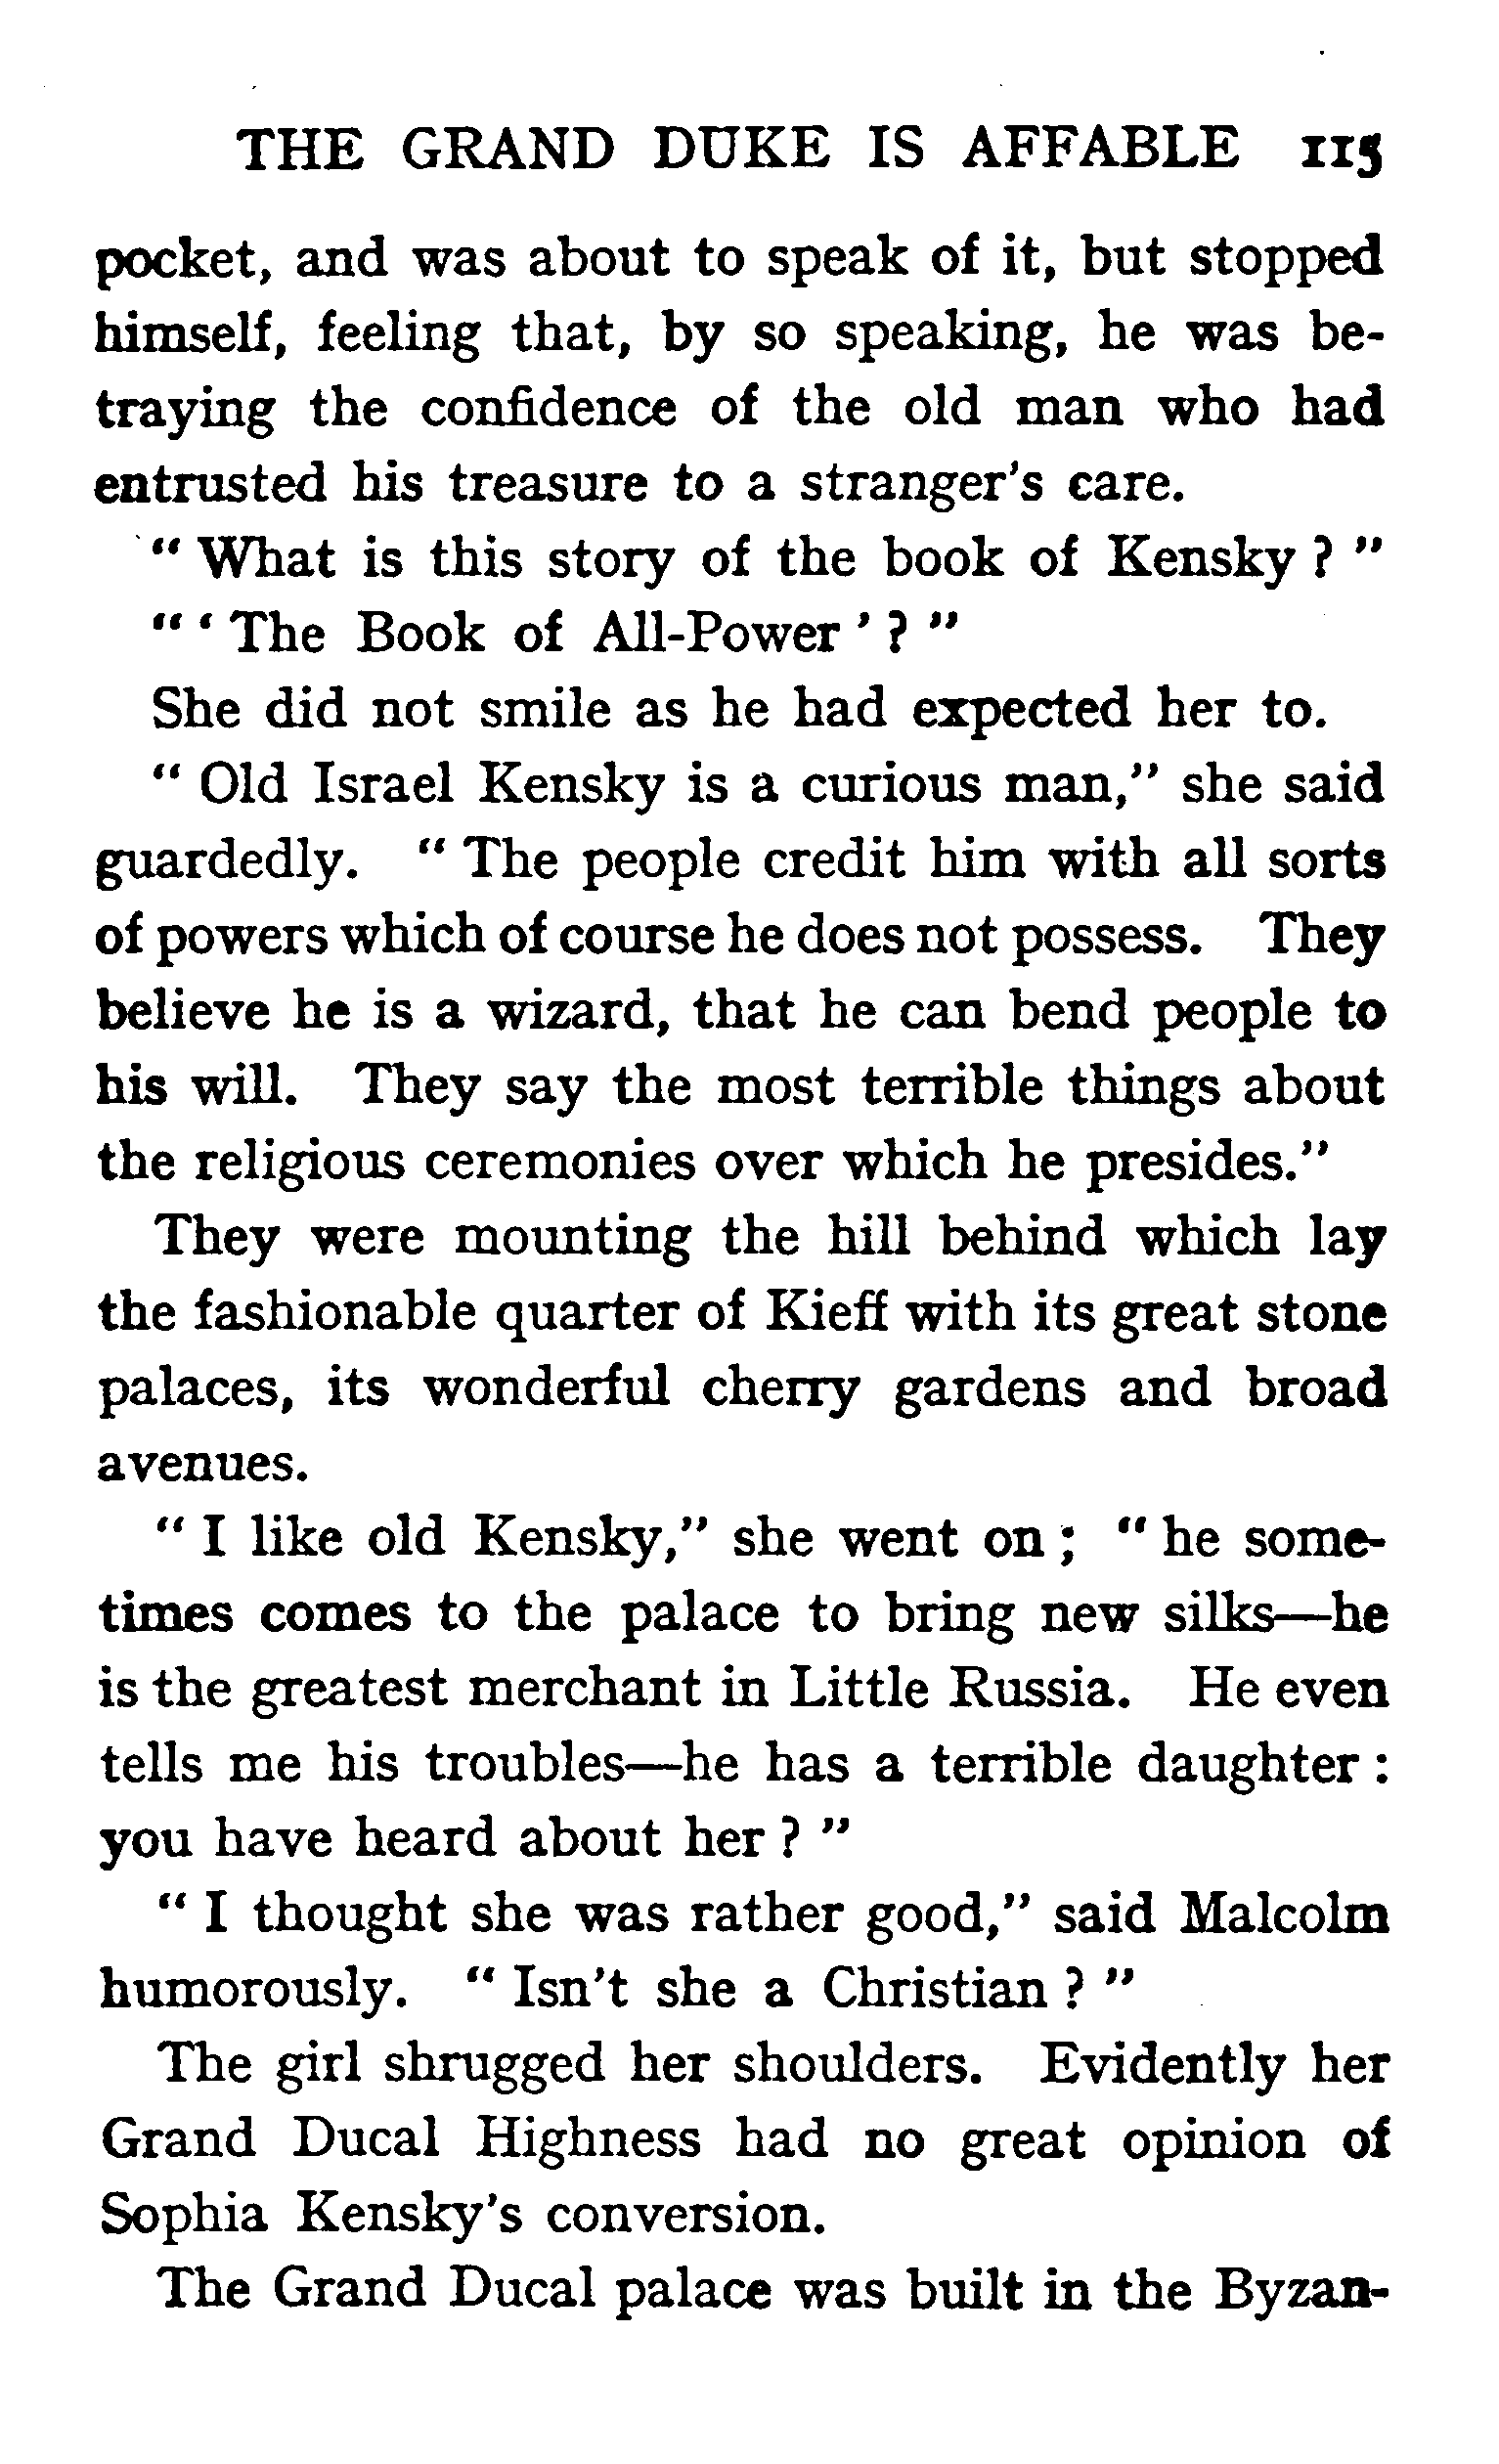 THE GRAND DUKE IS AFFABLE 115
pocket, and was about to speak of it, but stopped
himself, feeling that, by so speaking, he was be-
traying the confidence of the old man who had
entrusted his treasure to a stranger's care.
" What is this story of the book of Kensky ? "
" ' The Book of All-Power ' ? "
She did not smile as he had expected her to.
" Old Israel Kensky is a curious man," she said
guardedly. " The people credit him with all sorts
of powers which of course he does not possess. They
believe he is a wizard, that he can bend people to
his will. They say the most terrible things about
the religious ceremonies over which he presides."
They were mounting the hill behind which lay
the fashionable quarter of Kieff with its great stone
palaces, its wonderful cherry gardens and broad
avenues.
" I like old Kensky," she went on ; " he some-
times comes to the palace to bring new silks—he
is the greatest merchant in Little Russia. He even
tells me his troubles—he has a terrible daughter :
you have heard about her ? "
" I thought she was rather good," said Malcolm
humorously. " Isn't she a Christian ? "
The girl shrugged her shoulders. Evidently her
Grand Ducal Highness had no great opinion of
Sophia Kensky's conversion.
The Grand Ducal palace was built in the Byzan-